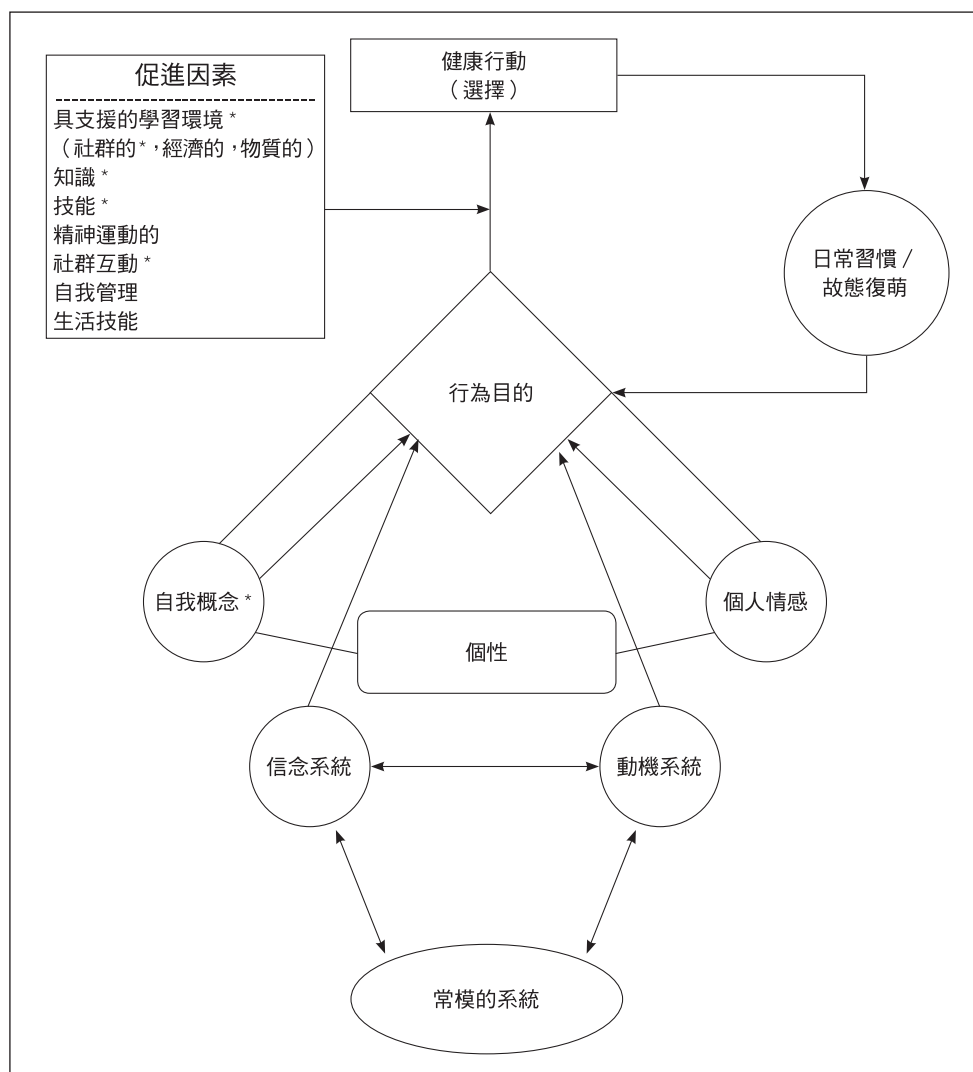 促進因素
具支援的學習環境 *
（社群的 *，經濟的，物質的）
知識 *
技能 *
精神運動的
社群互動 *
自我管理
生活技能
健康行動
（選擇）
日常習慣 /
故態復萌
行為目的
自我概念 *
個人情感
個性
信念系統
動機系統
常模的系統